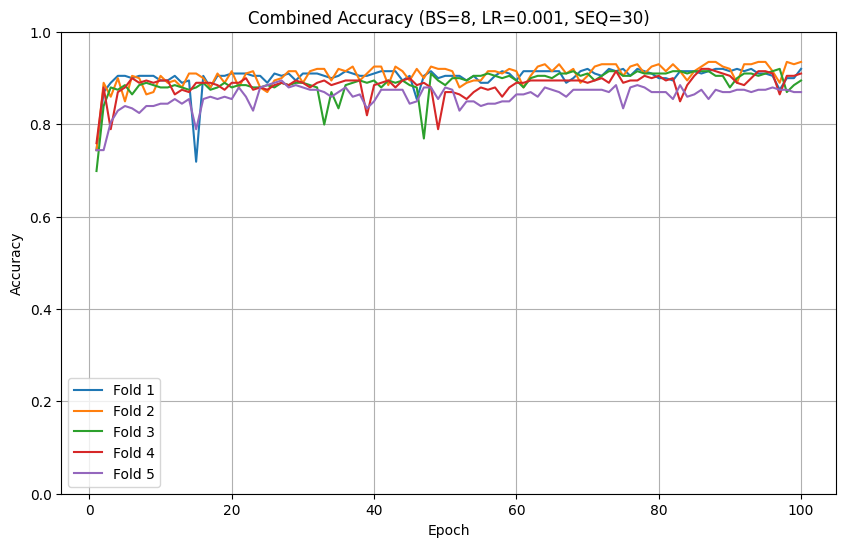 Combined Accuracy (BS=8, LR=0.001, SEQ=30)
1.0
0.8
0.6
0.4
0.2
0.0
Accuracy
Fold 1
Fold 2
Fold 3
Fold 4
Fold 5
0 20 40 60 80 100
Epoch